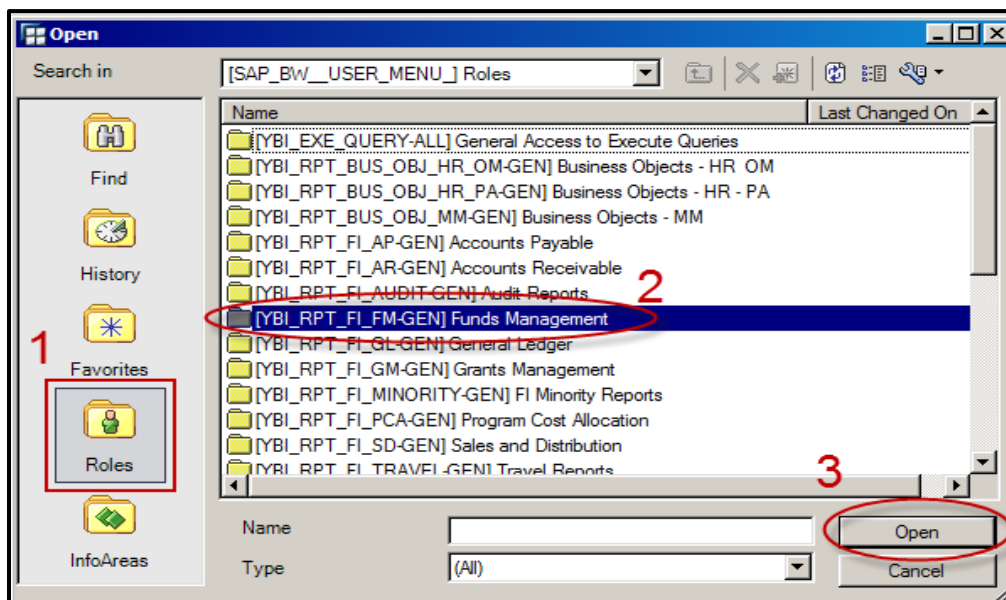 Open
Search in
[SAP_BW__USER_MENU_] Roles
Name Last Changed On
[YBI_EXE_QUERY-ALL] General Access to Execute Queries
[YBI_RPT_BUS_OBJ_HR_OM-GEN] Business Objects - HR OM
[YBI_RPT_BUS_OBJ_HR_PA-GEN] Business Objects - HR - PA
[YBI_RPT_BUS_OBJ_MM-GEN] Business Objects - MM
[YBI_RPT_FI_AP-GEN] Accounts Payable
[YBI_RPT_FI_AR-GEN] Accounts Receivable
[YBI_RPT_FI_AUDIT-GEN] Audit Reports
2
[YBI_RPT_FI_FM-GEN] Funds Management
[YBI_RPT_FI_GL-GEN] General Ledger
[YBI_RPT_FI_GM-GEN] Grants Management
[YBI_RPT_FI_MINORITY-GEN] FI Minority Reports
[YBI_RPT_FI_PCA-GEN] Program Cost Allocation
[YBI_RPT_FI_SD-GEN] Sales and Distribution
[YBI_RPT_FI_TRAVEL-GEN] Travel Reports
Find
History
Favorites
1
Roles
InfoAreas
3
Name
Open
Type (All)
Cancel